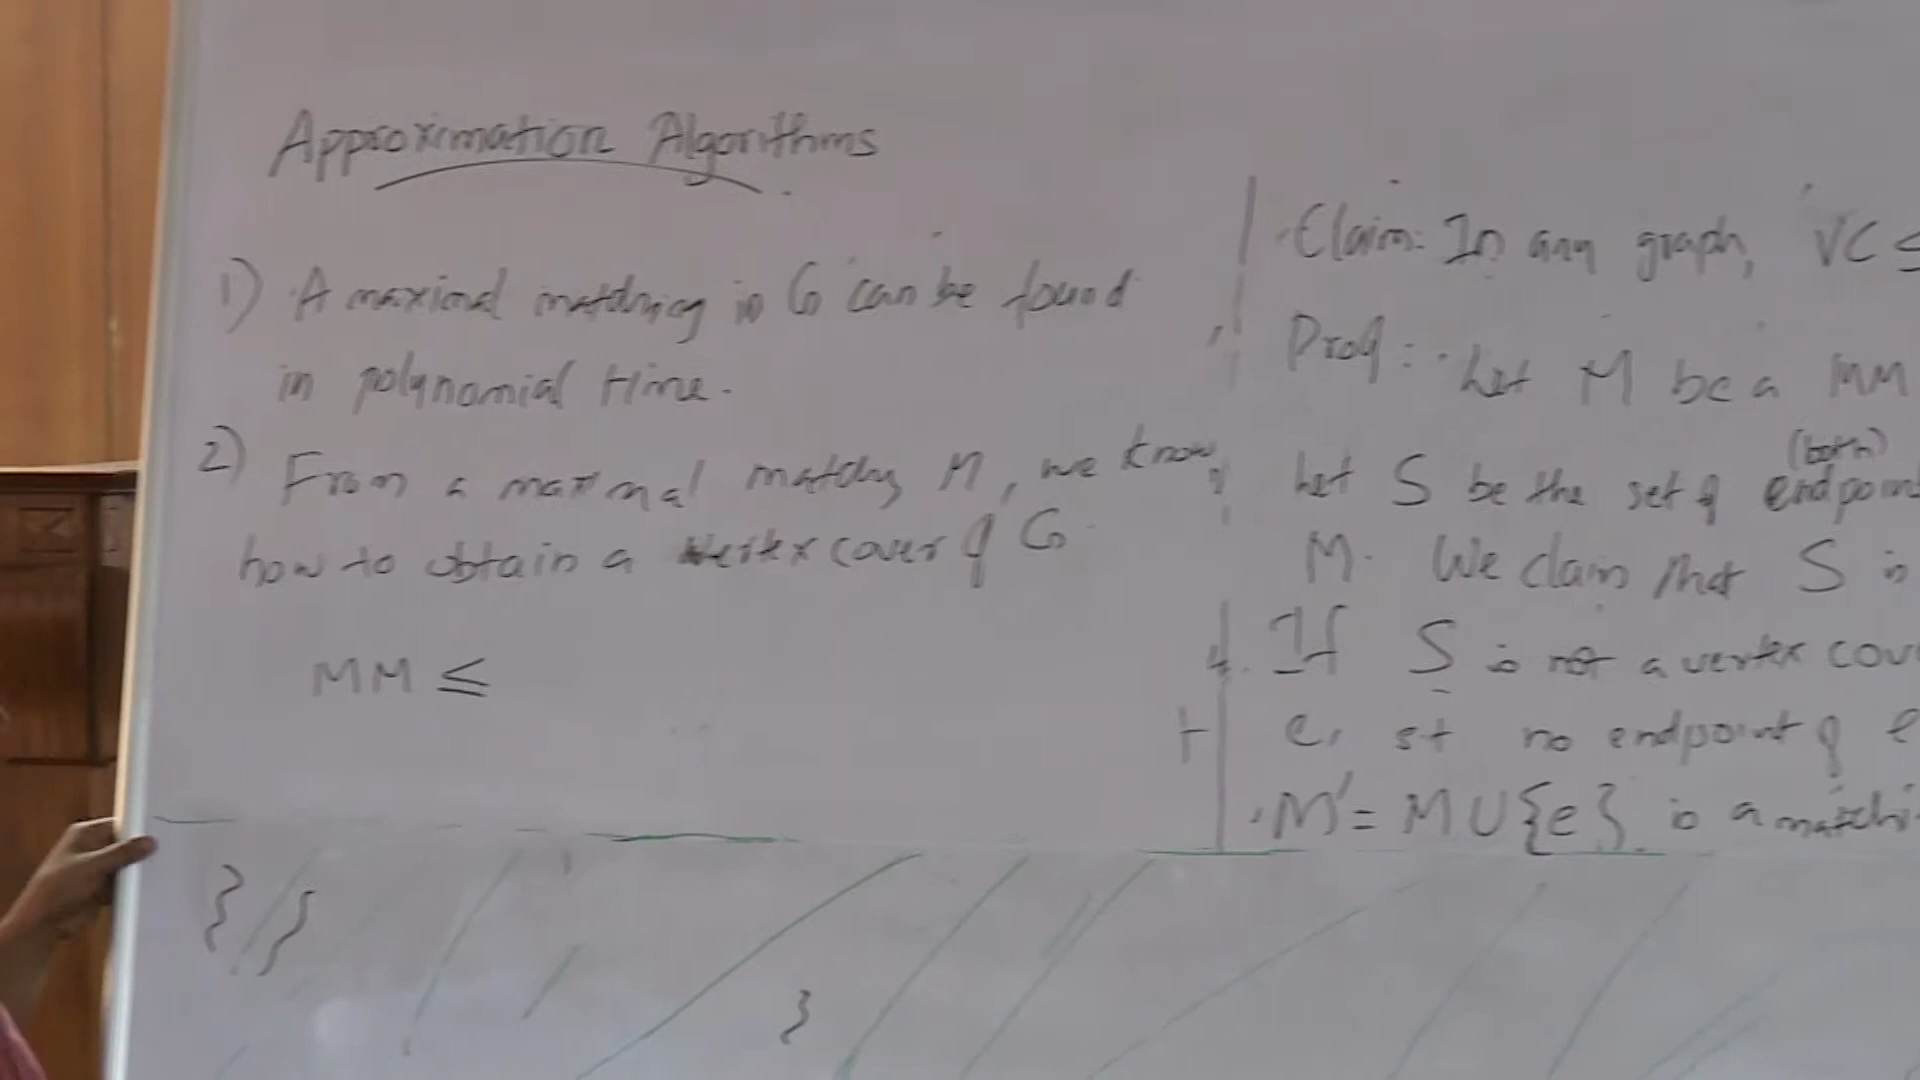 Approximation Algorithms
1) A maximal matching in G can be found
in polynomial time.
2) From a maximal matching M, we know
how to obtain a vertex cover of G
MM ≤
Claim: In any graph, VC ≤
Proof: Let M be a MM
(both)
Let S be the set of endpoints
M. We claim that S is
If S is not a vertex cov
e, st no endpoint of e
M' = M ∪ {e} is a matchi
} }
}